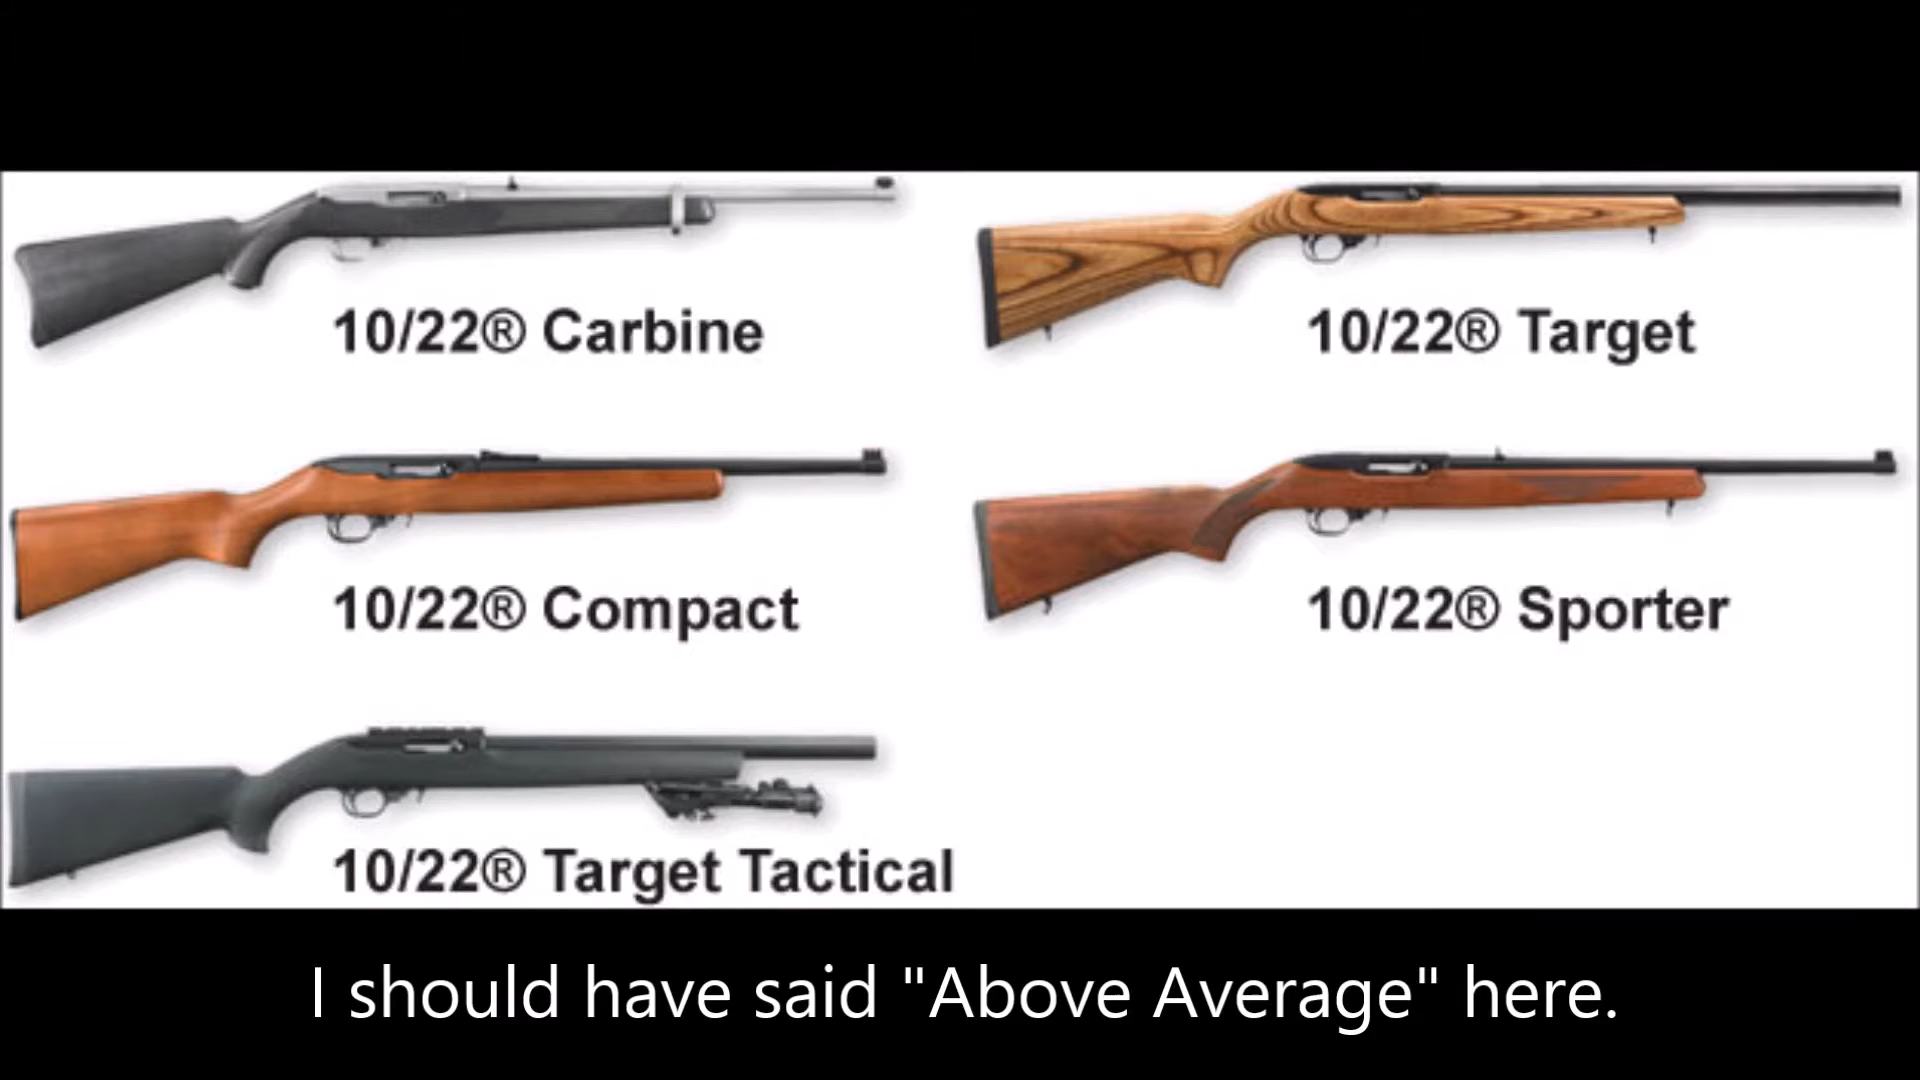 10/22® Carbine
10/22® Target
10/22® Compact
10/22® Sporter
10/22® Target Tactical
I should have said "Above Average" here.